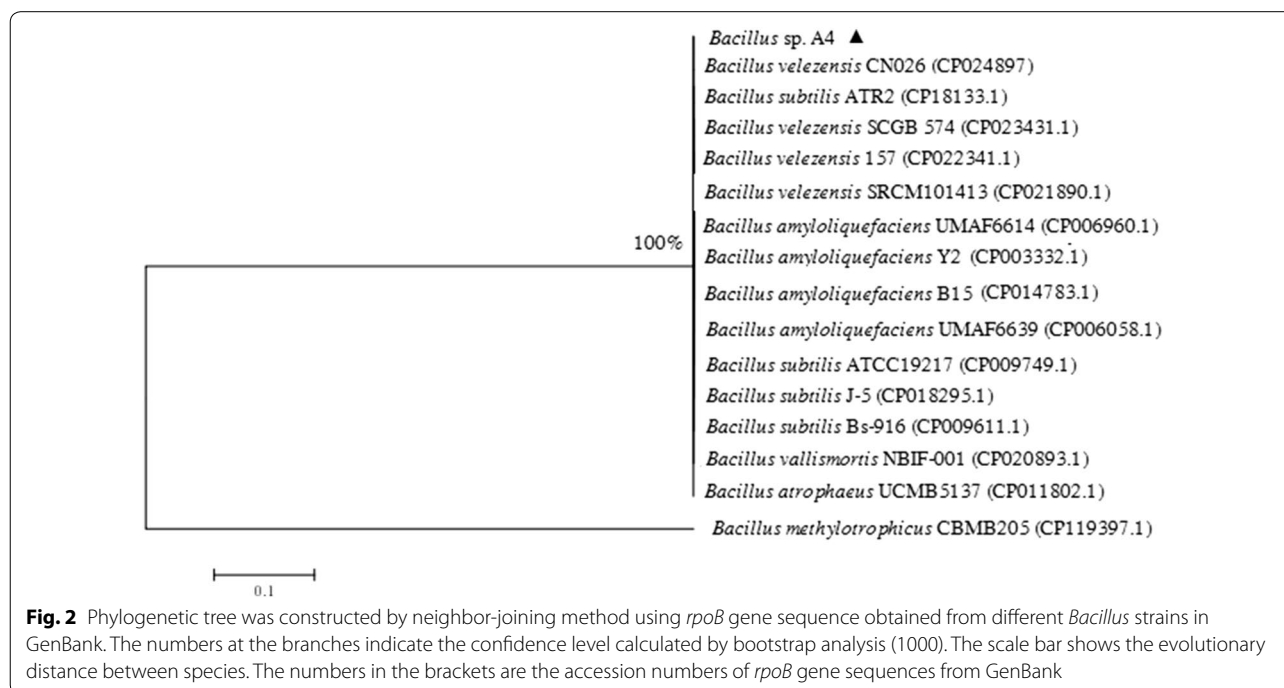 Bacillus sp. A4 ▲
Bacillus velezensis CN026 (CP024897)
Bacillus subtilis ATR2 (CP18133.1)
Bacillus velezensis SCGB 574 (CP023431.1)
Bacillus velezensis 157 (CP022341.1)
Bacillus velezensis SRCM101413 (CP021890.1)
Bacillus amyloliquefaciens UMAF6614 (CP006960.1)
100%
Bacillus amyloliquefaciens Y2 (CP003332.1)
Bacillus amyloliquefaciens B15 (CP014783.1)
Bacillus amyloliquefaciens UMAF6639 (CP006058.1)
Bacillus subtilis ATCC19217 (CP009749.1)
Bacillus subtilis J-5 (CP018295.1)
Bacillus subtilis Bs-916 (CP009611.1)
Bacillus vallismortis NBIF-001 (CP020893.1)
Bacillus atrophaeus UCMB5137 (CP011802.1)
Bacillus methylotrophicus CBMB205 (CP119397.1)
0.1
Fig. 2 Phylogenetic tree was constructed by neighbor-joining method using rpoB gene sequence obtained from different Bacillus strains in
GenBank. The numbers at the branches indicate the confidence level calculated by bootstrap analysis (1000). The scale bar shows the evolutionary
distance between species. The numbers in the brackets are the accession numbers of rpoB gene sequences from GenBank